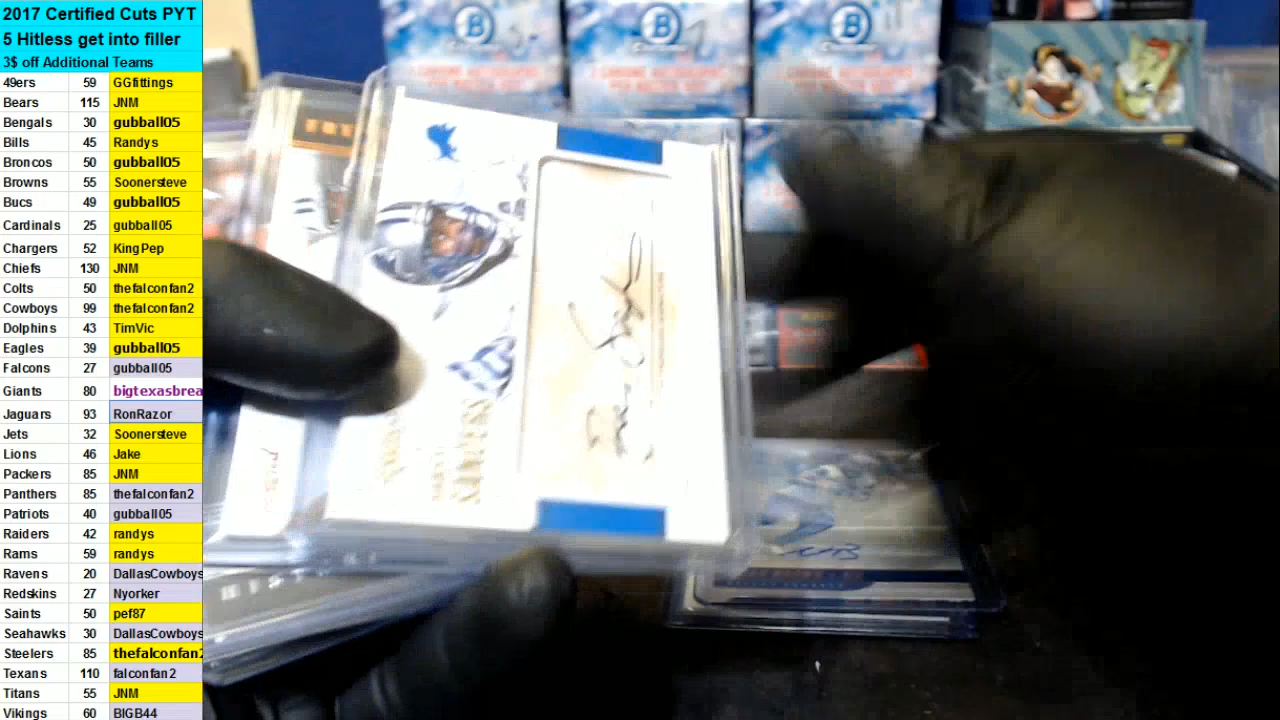 2017 Certified Cuts PYT
5 Hitless get into filler
3$ off Additional Teams
49ers 59 GGfittings
Bears 115 JNM
Bengals 30 gubball05
Bills 45 Randys
Broncos 50 gubball05
Browns 55 Soonersteve
Bucs 49 gubball05
Cardinals 25 gubball05
Chargers 52 KingPep
Chiefs 130 JNM
Colts 50 thefalconfan2
Cowboys 99 thefalconfan2
Dolphins 43 TimVic
Eagles 39 gubball05
Falcons 27 gubball05
Giants 80 bigtexasbrea
Jaguars 93 RonRazor
Jets 32 Soonersteve
Lions 46 Jake
Packers 85 JNM
Panthers 85 thefalconfan2
Patriots 40 gubball05
Raiders 42 randys
Rams 59 randys
Ravens 20 DallasCowboys
Redskins 27 Nyorker
Saints 50 pef87
Seahawks 30 DallasCowboys
Steelers 85 thefalconfan2
Texans 110 falconfan2
Titans 55 JNM
Vikings 60 BIGB44
B
B
B